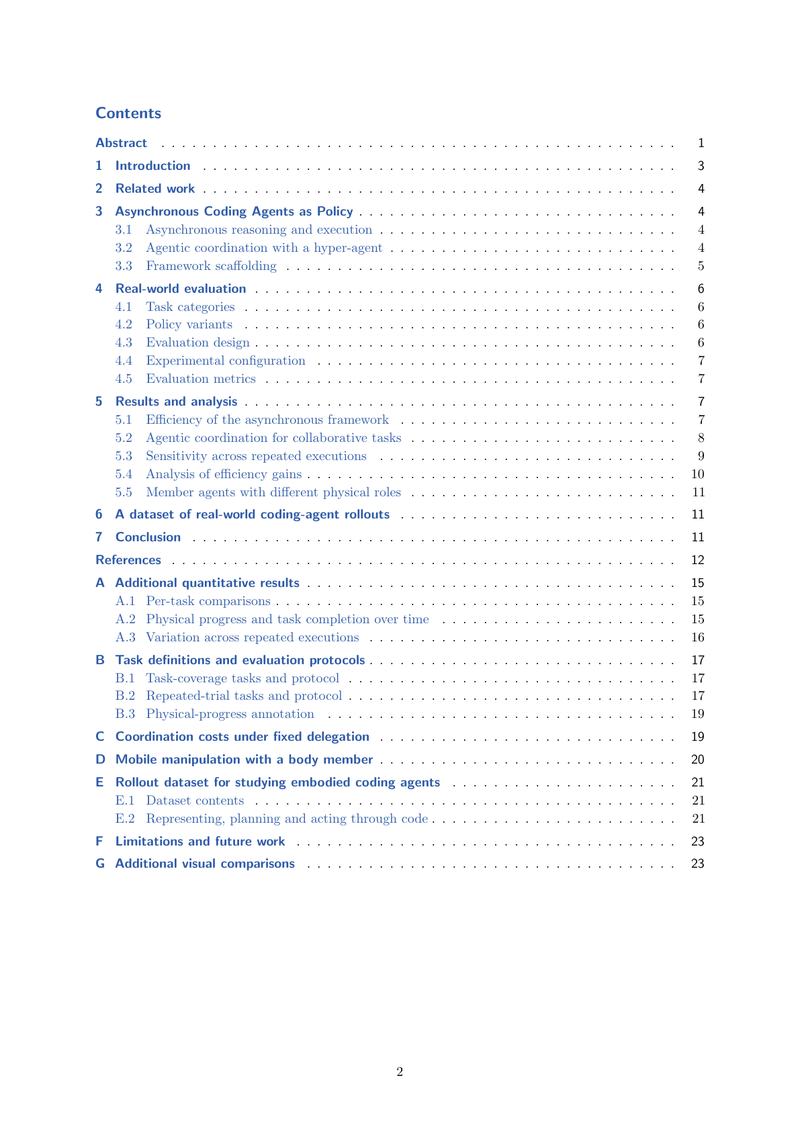 Contents
Abstract . . . . . . . . . . . . . . . . . . . . . . . . . . . . . . . . . . . . . . . . . . . . . . . . . . 1
1 Introduction . . . . . . . . . . . . . . . . . . . . . . . . . . . . . . . . . . . . . . . . . . . . . . 3
2 Related work . . . . . . . . . . . . . . . . . . . . . . . . . . . . . . . . . . . . . . . . . . . . . . 4
3 Asynchronous Coding Agents as Policy . . . . . . . . . . . . . . . . . . . . . . . . . . . . . . . 4
3.1 Asynchronous reasoning and execution . . . . . . . . . . . . . . . . . . . . . . . . . . . . . 4
3.2 Agentic coordination with a hyper-agent . . . . . . . . . . . . . . . . . . . . . . . . . . . . 4
3.3 Framework scaffolding . . . . . . . . . . . . . . . . . . . . . . . . . . . . . . . . . . . . . . 5
4 Real-world evaluation . . . . . . . . . . . . . . . . . . . . . . . . . . . . . . . . . . . . . . . . . 6
4.1 Task categories . . . . . . . . . . . . . . . . . . . . . . . . . . . . . . . . . . . . . . . . . . 6
4.2 Policy variants . . . . . . . . . . . . . . . . . . . . . . . . . . . . . . . . . . . . . . . . . . 6
4.3 Evaluation design . . . . . . . . . . . . . . . . . . . . . . . . . . . . . . . . . . . . . . . . . 6
4.4 Experimental configuration . . . . . . . . . . . . . . . . . . . . . . . . . . . . . . . . . . . 7
4.5 Evaluation metrics . . . . . . . . . . . . . . . . . . . . . . . . . . . . . . . . . . . . . . . . 7
5 Results and analysis . . . . . . . . . . . . . . . . . . . . . . . . . . . . . . . . . . . . . . . . . . 7
5.1 Efficiency of the asynchronous framework . . . . . . . . . . . . . . . . . . . . . . . . . . . 7
5.2 Agentic coordination for collaborative tasks . . . . . . . . . . . . . . . . . . . . . . . . . . 8
5.3 Sensitivity across repeated executions . . . . . . . . . . . . . . . . . . . . . . . . . . . . . 9
5.4 Analysis of efficiency gains . . . . . . . . . . . . . . . . . . . . . . . . . . . . . . . . . . . . 10
5.5 Member agents with different physical roles . . . . . . . . . . . . . . . . . . . . . . . . . . 11
6 A dataset of real-world coding-agent rollouts . . . . . . . . . . . . . . . . . . . . . . . . . . . 11
7 Conclusion . . . . . . . . . . . . . . . . . . . . . . . . . . . . . . . . . . . . . . . . . . . . . . . 11
References . . . . . . . . . . . . . . . . . . . . . . . . . . . . . . . . . . . . . . . . . . . . . . . . . 12
A Additional quantitative results . . . . . . . . . . . . . . . . . . . . . . . . . . . . . . . . . . . . 15
A.1 Per-task comparisons . . . . . . . . . . . . . . . . . . . . . . . . . . . . . . . . . . . . . . . 15
A.2 Physical progress and task completion over time . . . . . . . . . . . . . . . . . . . . . . . 15
A.3 Variation across repeated executions . . . . . . . . . . . . . . . . . . . . . . . . . . . . . . 16
B Task definitions and evaluation protocols . . . . . . . . . . . . . . . . . . . . . . . . . . . . . . 17
B.1 Task-coverage tasks and protocol . . . . . . . . . . . . . . . . . . . . . . . . . . . . . . . . 17
B.2 Repeated-trial tasks and protocol . . . . . . . . . . . . . . . . . . . . . . . . . . . . . . . . 17
B.3 Physical-progress annotation . . . . . . . . . . . . . . . . . . . . . . . . . . . . . . . . . . 19
C Coordination costs under fixed delegation . . . . . . . . . . . . . . . . . . . . . . . . . . . . . 19
D Mobile manipulation with a body member . . . . . . . . . . . . . . . . . . . . . . . . . . . . . 20
E Rollout dataset for studying embodied coding agents . . . . . . . . . . . . . . . . . . . . . . 21
E.1 Dataset contents . . . . . . . . . . . . . . . . . . . . . . . . . . . . . . . . . . . . . . . . . 21
E.2 Representing, planning and acting through code . . . . . . . . . . . . . . . . . . . . . . . . 21
F Limitations and future work . . . . . . . . . . . . . . . . . . . . . . . . . . . . . . . . . . . . . 23
G Additional visual comparisons . . . . . . . . . . . . . . . . . . . . . . . . . . . . . . . . . . . . 23
2